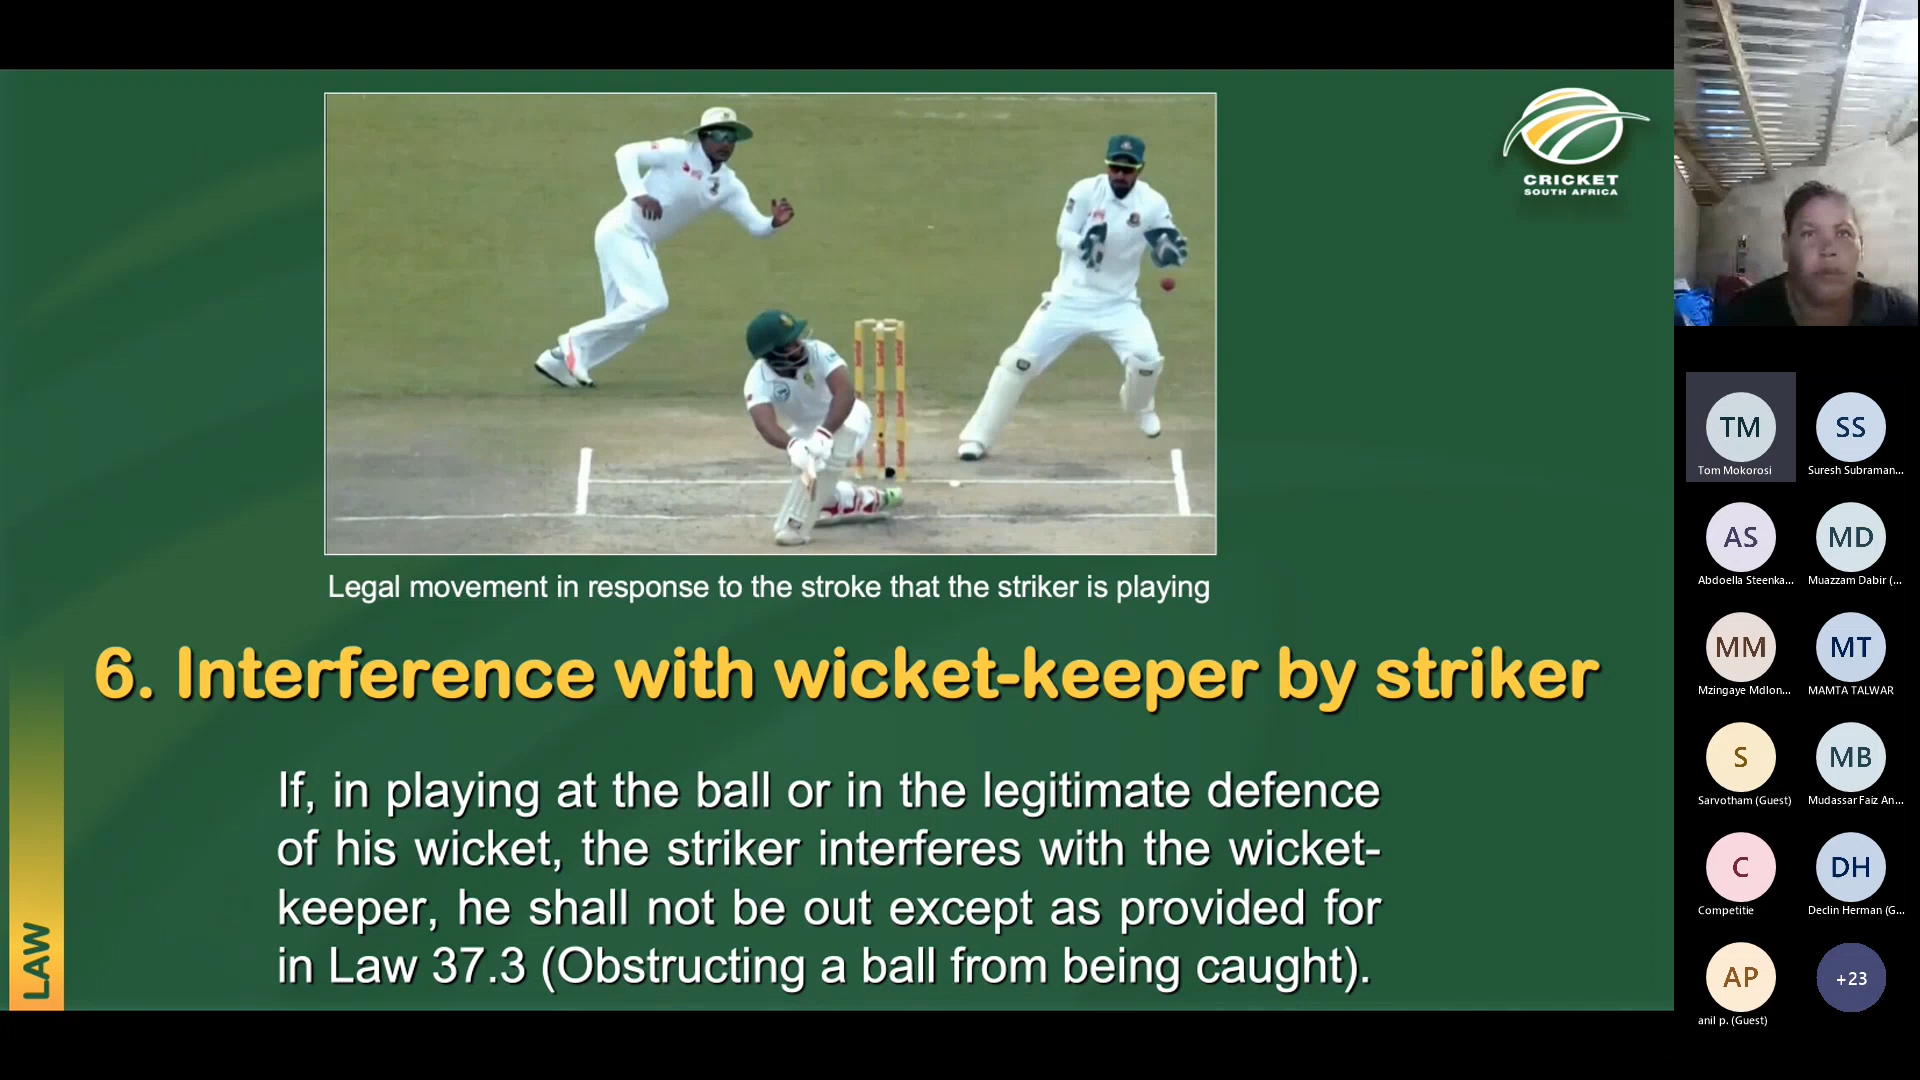 CRICKET
SOUTH AFRICA
Legal movement in response to the stroke that the striker is playing
6. Interference with wicket-keeper by striker
If, in playing at the ball or in the legitimate defence
of his wicket, the striker interferes with the wicket-
keeper, he shall not be out except as provided for
in Law 37.3 (Obstructing a ball from being caught).
LAW
TM
Tom Mokorosi
SS
Suresh Subraman...
AS
Abdoella Steenka...
MD
Muazzam Dabir (...
MM
Mzingaye Mdlon...
MT
MAMTA TALWAR
S
Sarvotham (Guest)
MB
Mudassar Faiz An...
C
Competitie
DH
Declin Herman (G...
AP
anil p. (Guest)
+23